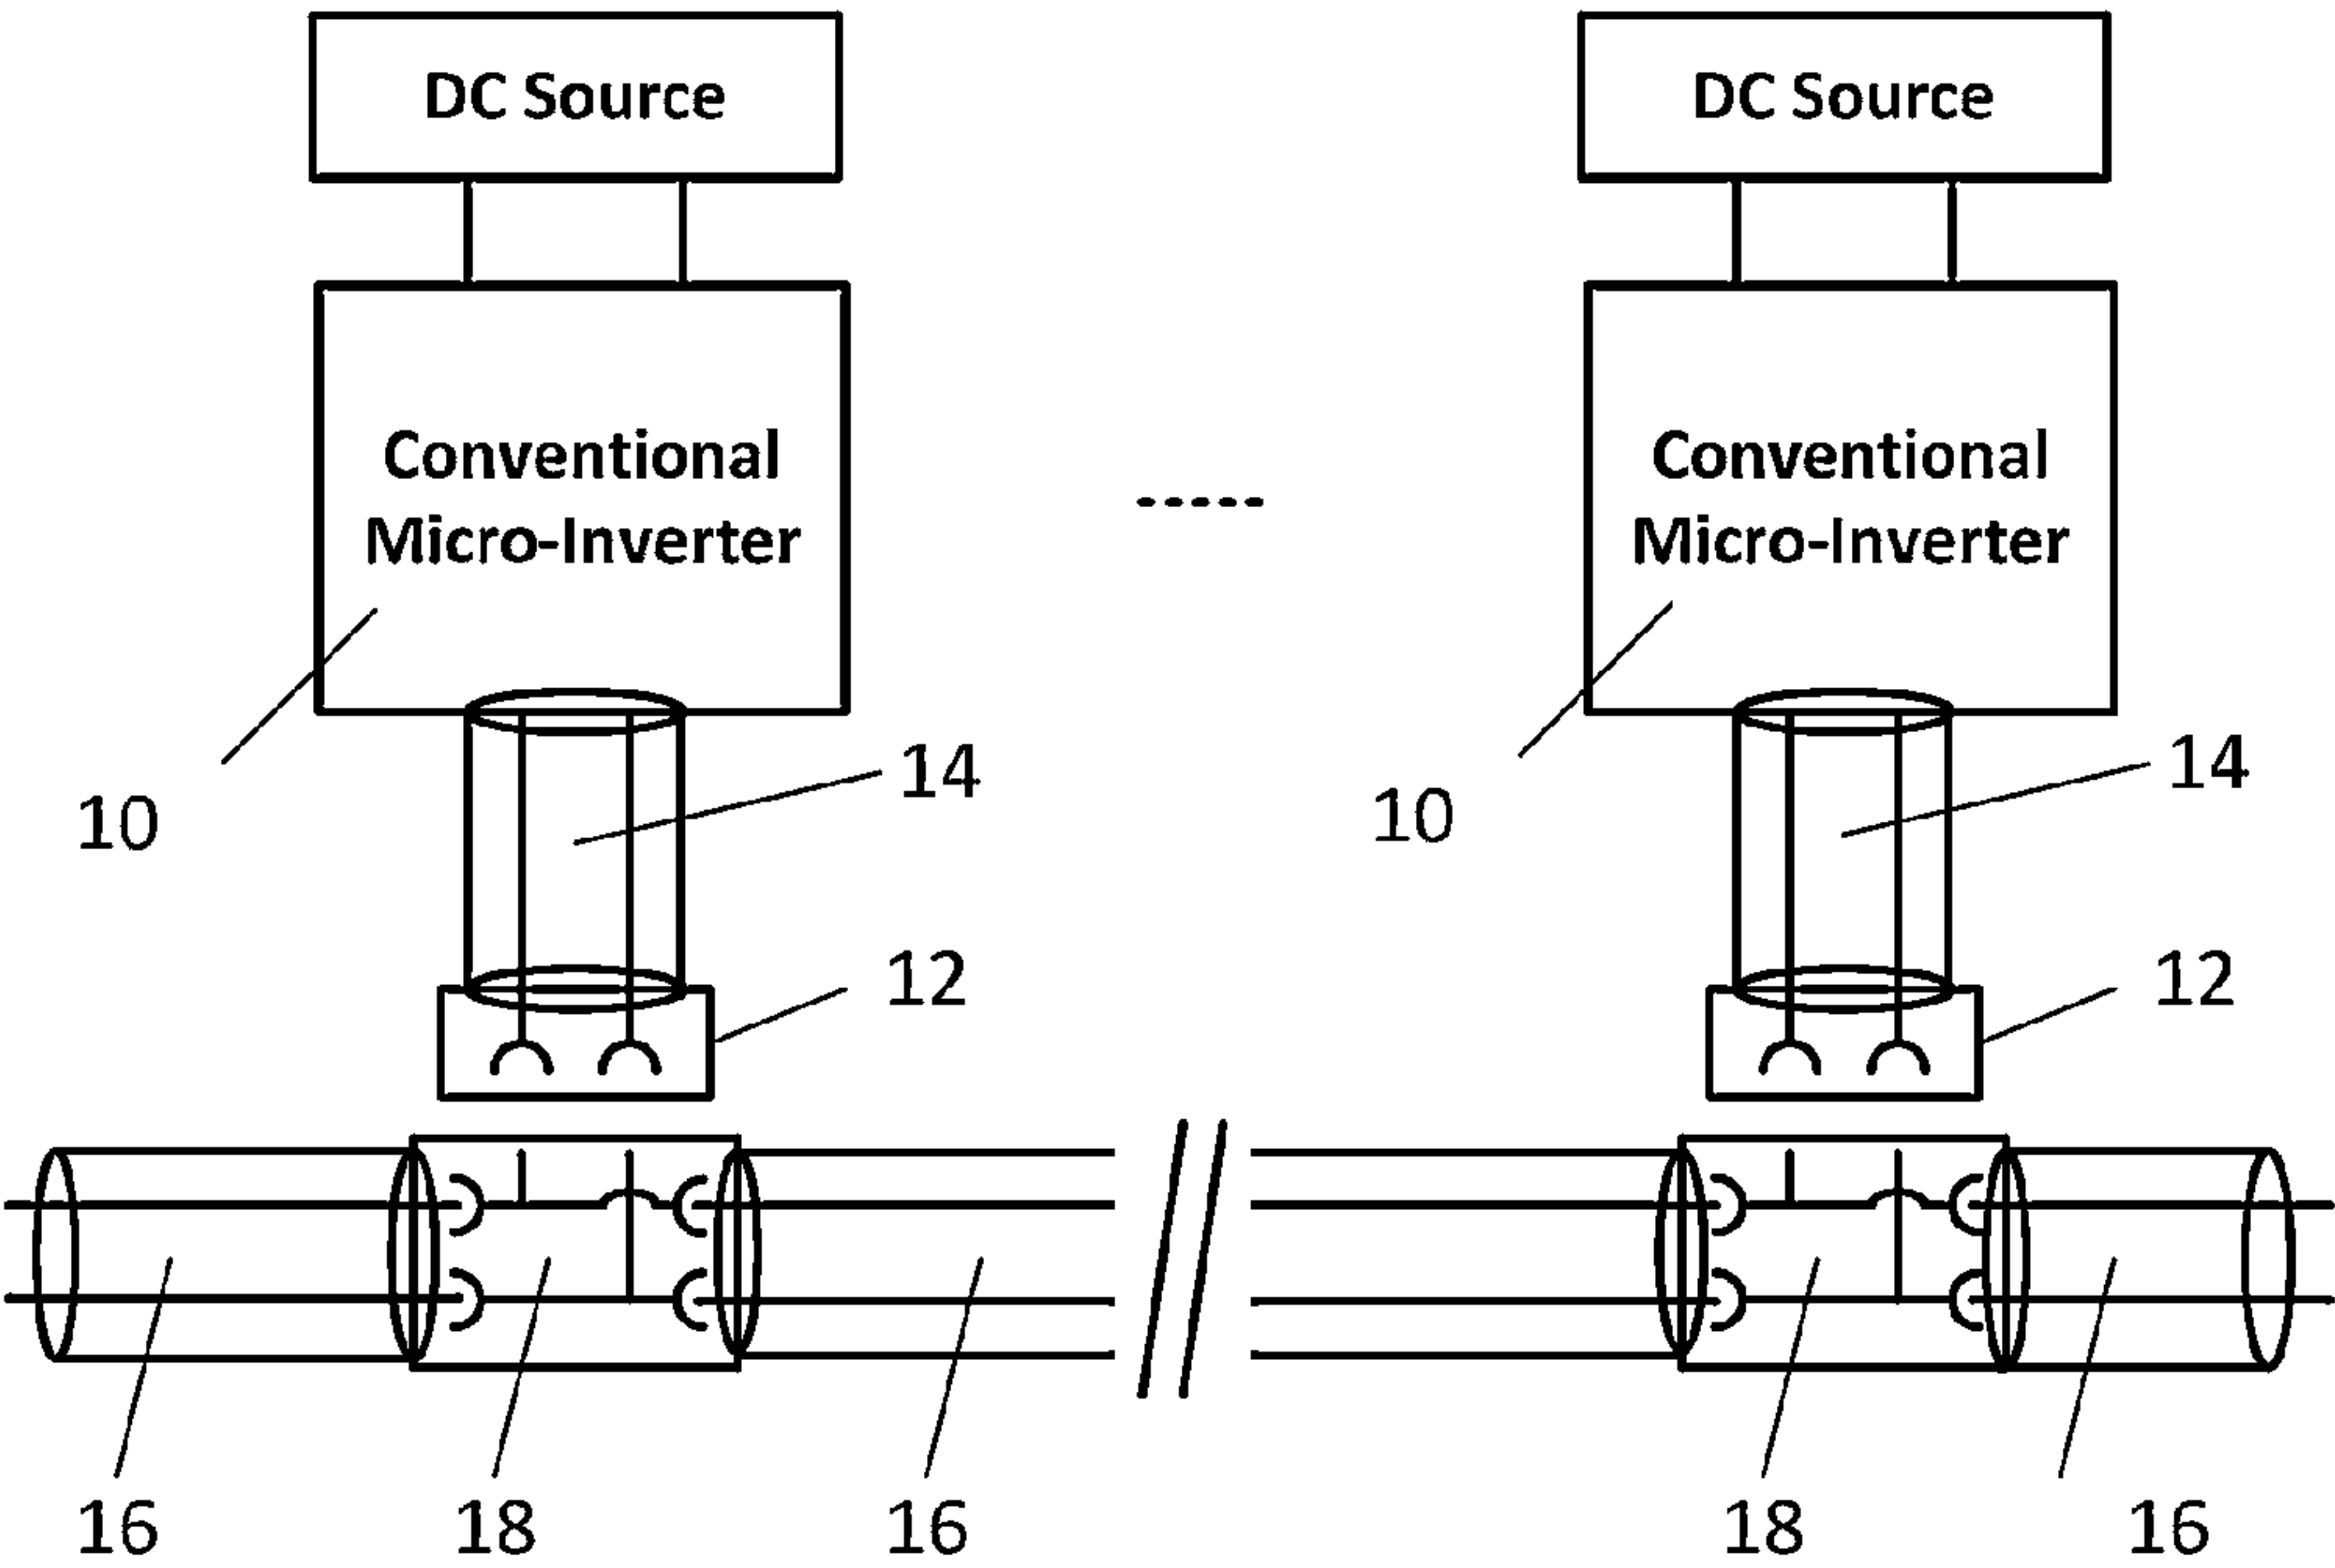 DC Source
DC Source
Conventional
Micro-Inverter
Conventional
Micro-Inverter
-----
14
14
10
10
12
12
16
18
16
18
16